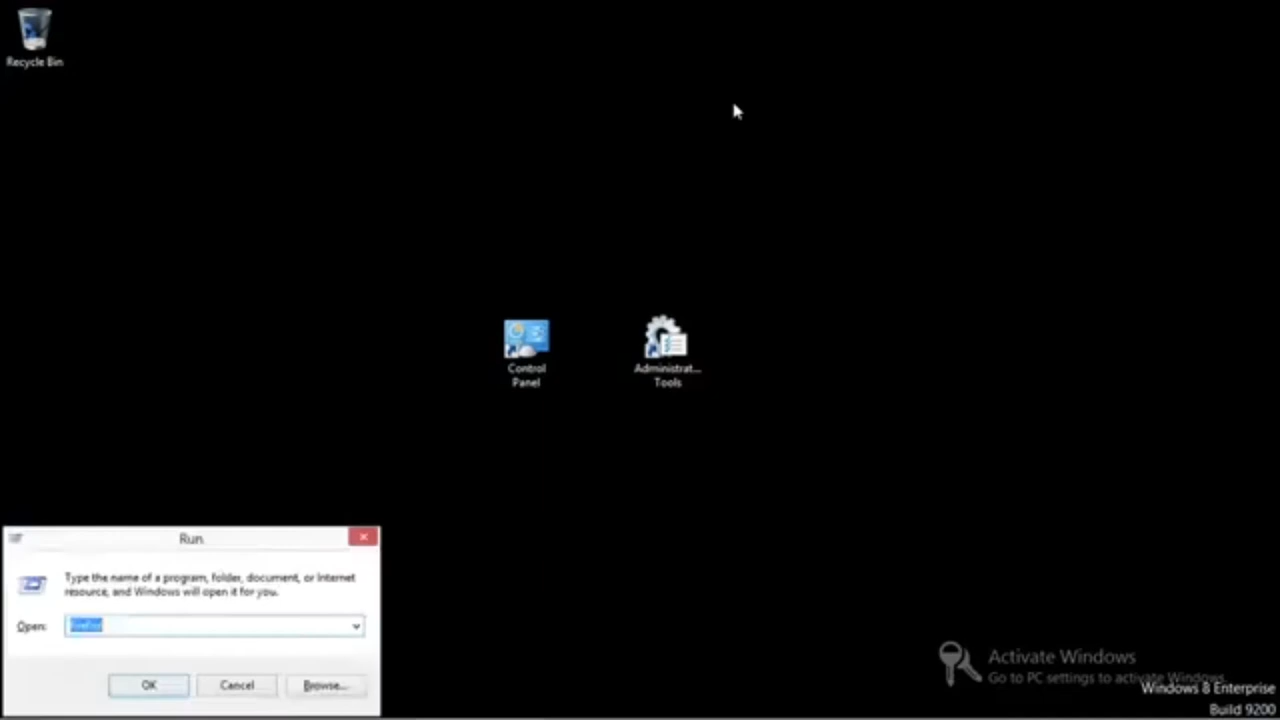 Recycle Bin
Control
Panel
Administrat...
Tools
Run
Type the name of a program, folder, document, or Internet
resource, and Windows will open it for you.
Open:
OK
Cancel
Browse...
Activate Windows
Go to PC settings to activate Windows.
Windows 8 Enterprise
Build 9200